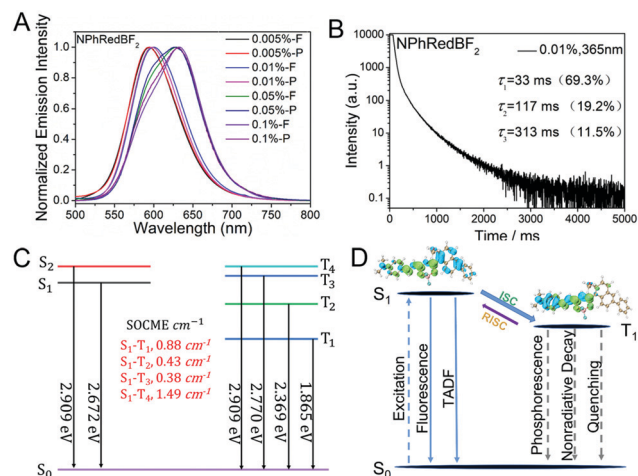 A
NPhRedBF2
0.005%-F
0.005%-P
0.01%-F
0.01%-P
0.05%-F
0.05%-P
0.1%-F
0.1%-P
Normalized Emission Intensity
1.0
0.8
0.6
0.4
0.2
0.0
500 550 600 650 700 750 800
Wavelength (nm)
B
NPhRedBF2
0.01%,365nm
τ1=33 ms (69.3%)
τ2=117 ms (19.2%)
τ3=313 ms (11.5%)
Intensity (a.u.)
10000
1000
100
10
1
0.1
0 1000 2000 3000 4000 5000
Time / ms
C
S2
S1
T4
T3
T2
T1
SOCME cm⁻¹
S1-T1, 0.88 cm⁻¹
S1-T2, 0.43 cm⁻¹
S1-T3, 0.38 cm⁻¹
S1-T4, 1.49 cm⁻¹
2.909 eV
2.672 eV
2.909 eV
2.770 eV
2.369 eV
1.865 eV
S0
D
S1
ISC
RISC
T1
Excitation
Fluorescence
TADF
Phosphorescence
Nonradiative Decay
Quenching
S0